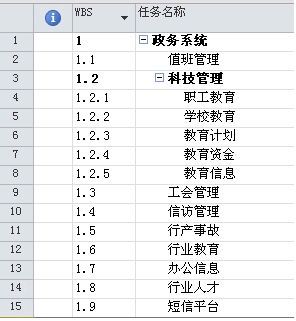 WBS 任务名称
1 1 政务系统
2 1.1 值班管理
3 1.2 科技管理
4 1.2.1 职工教育
5 1.2.2 学校教育
6 1.2.3 教育计划
7 1.2.4 教育资金
8 1.2.5 教育信息
9 1.3 工会管理
10 1.4 信访管理
11 1.5 行产事故
12 1.6 行业教育
13 1.7 办公信息
14 1.8 行业人才
15 1.9 短信平台